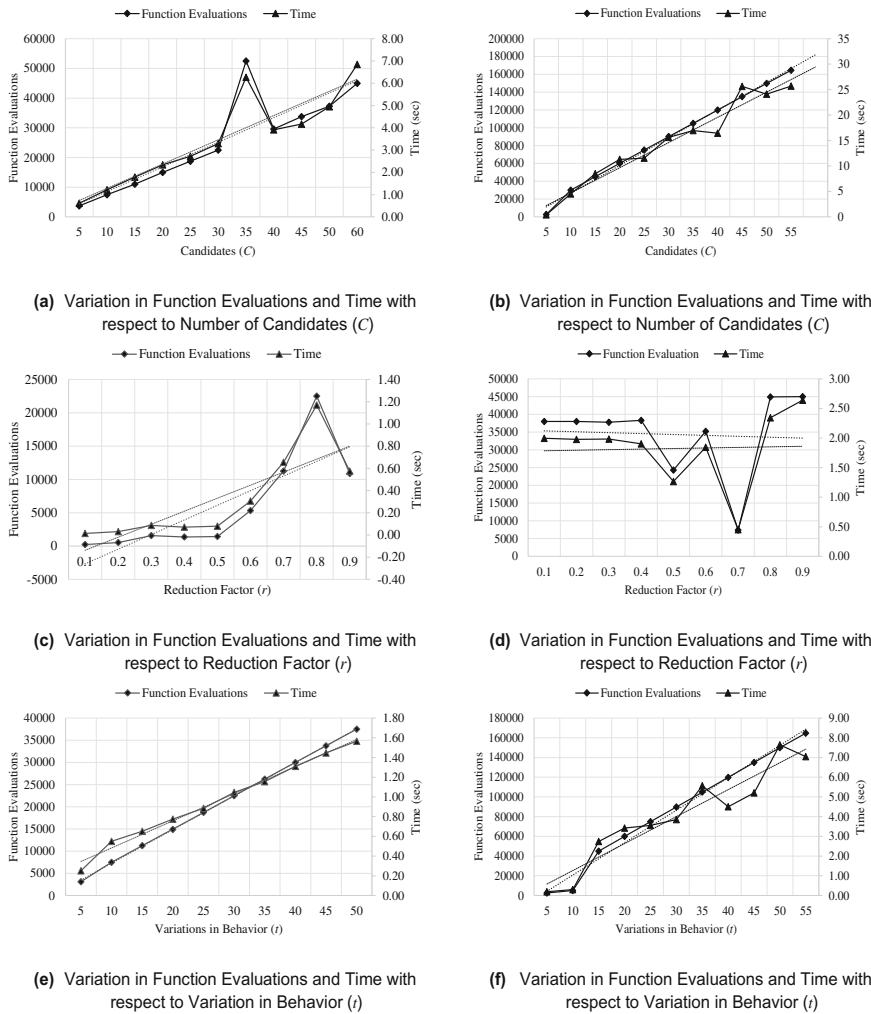 Function Evaluations Time
60000 8.00
50000 7.00
40000 6.00
30000 5.00
20000 4.00
10000 3.00
0 2.00
1.00
0.00
Function Evaluations
Time (sec)
5 10 15 20 25 30 35 40 45 50 60
Candidates (C)
(a) Variation in Function Evaluations and Time with
respect to Number of Candidates (C)
Function Evaluations Time
200000 35
180000 30
160000 25
140000 20
120000 15
100000 10
80000 5
60000 0
40000
20000
0
Function Evaluations
Time (sec)
5 10 15 20 25 30 35 40 45 50 55
Candidates (C)
(b) Variation in Function Evaluations and Time with
respect to Number of Candidates (C)
Function Evaluations Time
25000 1.40
20000 1.20
15000 1.00
10000 0.80
5000 0.60
0 0.40
-5000 0.20
0.00
-0.20
-0.40
Function Evaluations
Time (sec)
0.1 0.2 0.3 0.4 0.5 0.6 0.7 0.8 0.9
Reduction Factor (r)
(c) Variation in Function Evaluations and Time with
respect to Reduction Factor (r)
Function Evaluation Time
50000 3.00
45000 2.50
40000 2.00
35000 1.50
30000 1.00
25000 0.50
20000 0.00
15000
10000
5000
0
Function Evaluations
Time (sec)
0.1 0.2 0.3 0.4 0.5 0.6 0.7 0.8 0.9
Reduction Factor (r)
(d) Variation in Function Evaluations and Time with
respect to Reduction Factor (r)
Function Evaluations Time
40000 1.80
35000 1.60
30000 1.40
25000 1.20
20000 1.00
15000 0.80
10000 0.60
5000 0.40
0 0.20
0.00
Function Evaluations
Time (sec)
5 10 15 20 25 30 35 40 45 50
Variations in Behavior (t)
(e) Variation in Function Evaluations and Time with
respect to Variation in Behavior (t)
Function Evaluations Time
180000 9.00
160000 8.00
140000 7.00
120000 6.00
100000 5.00
80000 4.00
60000 3.00
40000 2.00
20000 1.00
0 0.00
Function Evaluations
Time (sec)
5 10 15 20 25 30 35 40 45 50 55
Variations in Behavior (t)
(f) Variation in Function Evaluations and Time with
respect to Variation in Behavior (t)